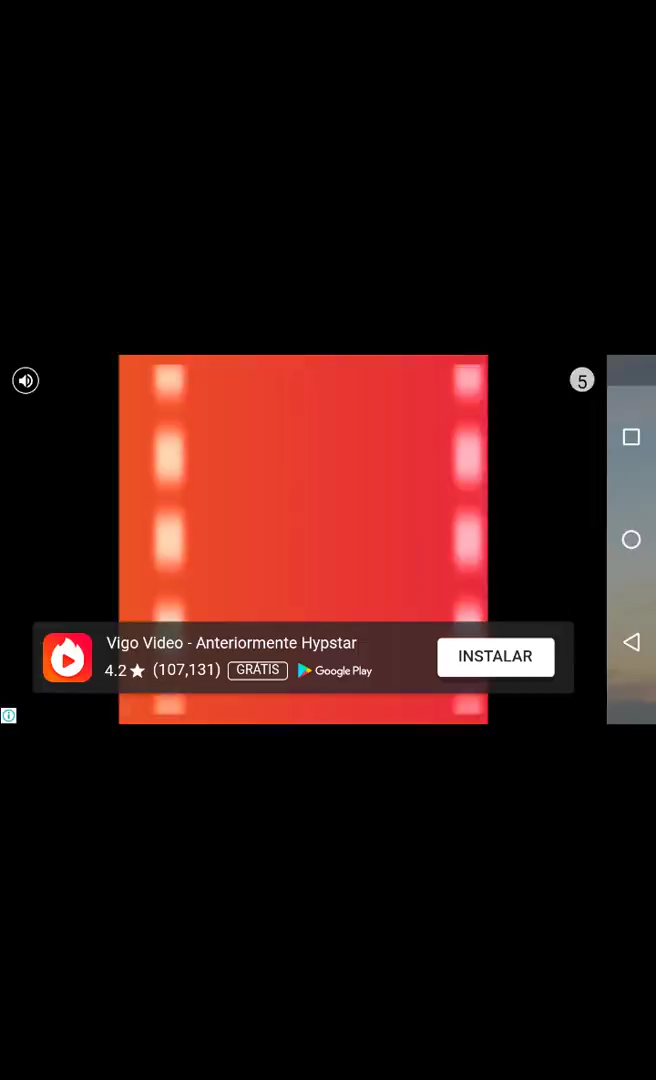 5
Vigo Video - Anteriormente Hypstar
4.2★ (107,131) GRÁTIS Google Play
INSTALAR